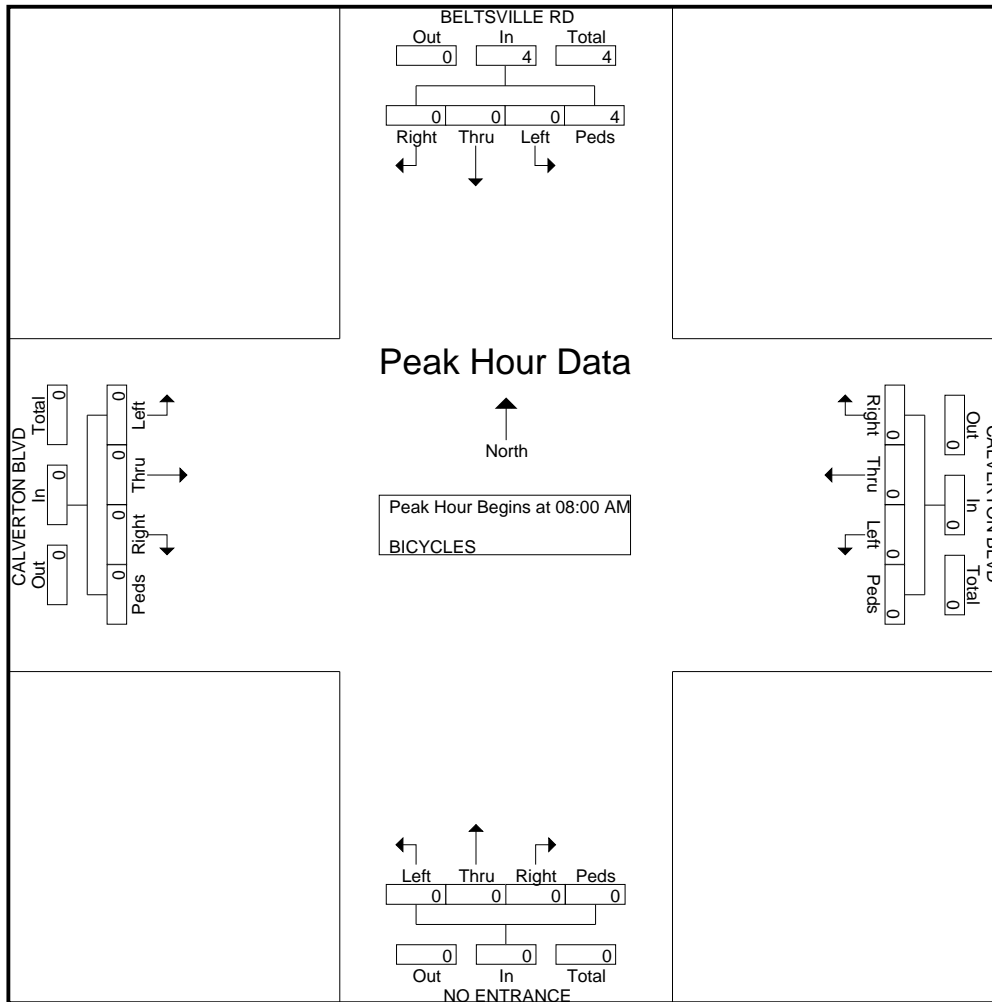 BELTSVILLE RD
Out In Total
0 4 4
0 0 0 4
Right Thru Left Peds
Peak Hour Data
North
Peak Hour Begins at 08:00 AM
BICYCLES
CALVERTON BLVD
Total In Out
0 0 0
0 0 0 0
Left Thru Right Peds
CALVERTON BLVD
Out In Total
0 0 0
0 0 0 0
Right Thru Left Peds
Left Thru Right Peds
0 0 0 0
0 0 0
Out In Total
NO ENTRANCE